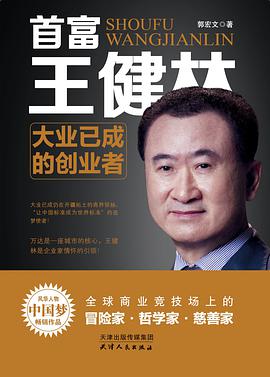 首富
SHOUFU
WANGJIANLIN
郭宏文◎著
王健林
大业已成
的创业者
大业已成仍在开疆拓土的商界领袖,
“让中国标准成为世界标准”的追
梦使者!
万达是一座城市的核心,王健
林是企业家情怀的引领!
风华人物
中国梦
畅销作品
全球商业竞技场上的
冒险家·哲学家·慈善家
天津出版传媒集团
天津人民出版社